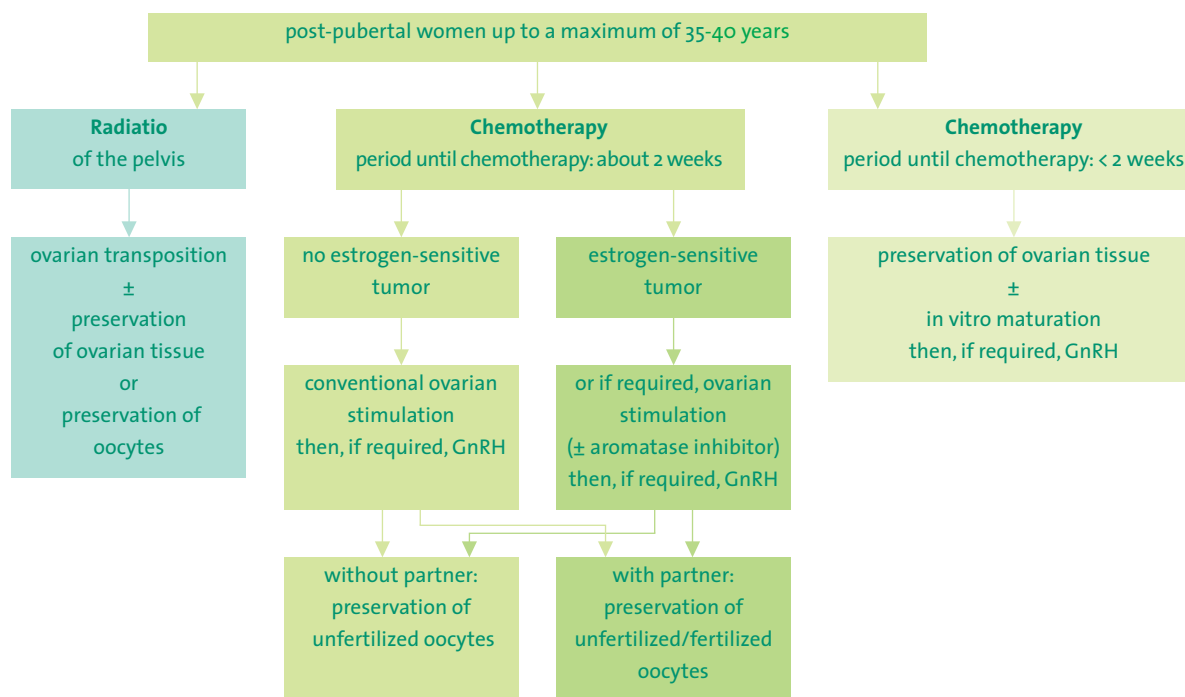 post-pubertal women up to a maximum of 35-40 years
Radiatio
of the pelvis
Chemotherapy
period until chemotherapy: about 2 weeks
Chemotherapy
period until chemotherapy: < 2 weeks
ovarian transposition
±
preservation
of ovarian tissue
or
preservation of
oocytes
no estrogen-sensitive
tumor
estrogen-sensitive
tumor
preservation of ovarian tissue
±
in vitro maturation
then, if required, GnRH
conventional ovarian
stimulation
then, if required, GnRH
or if required, ovarian
stimulation
(± aromatase inhibitor)
then, if required, GnRH
without partner:
preservation of
unfertilized oocytes
with partner:
preservation of
unfertilized/fertilized
oocytes